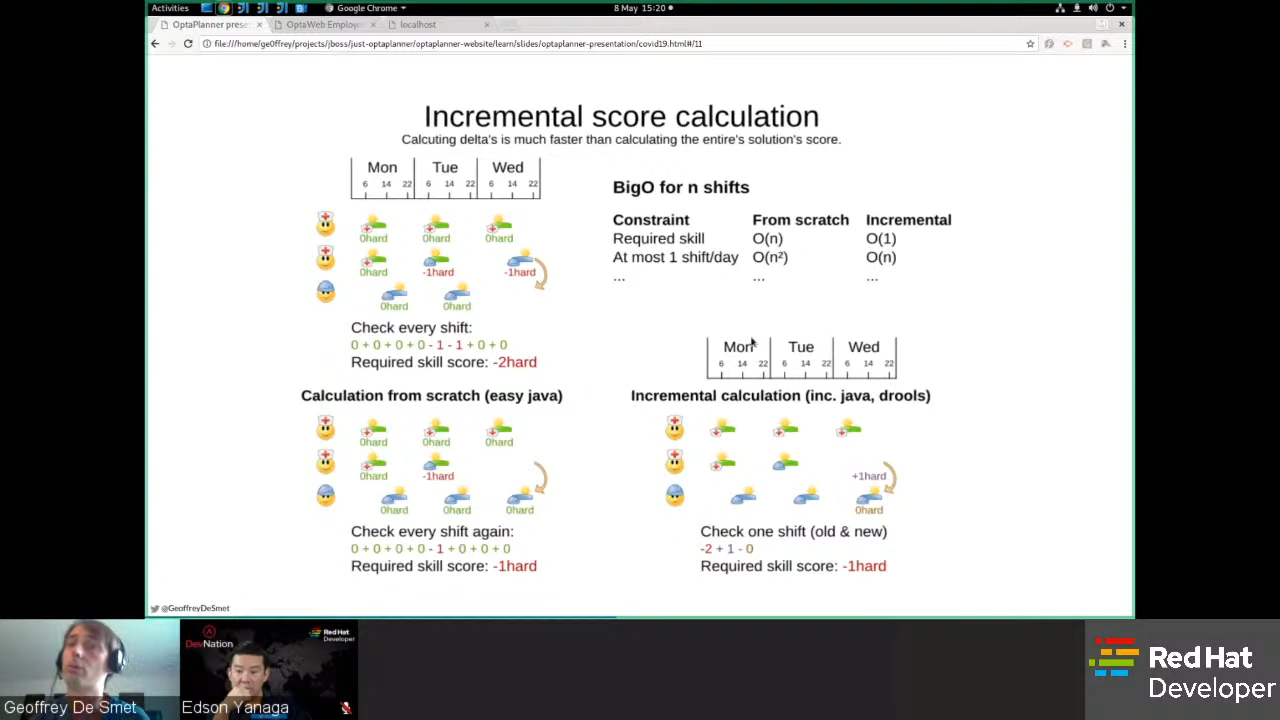 Activities
Google Chrome
8 May 15:20
OptaPlanner prese
OptaWeb Employe
localhost
file:///home/ge0ffrey/projects/jboss/just-optaplanner/optaplanner-website/learn/slides/optaplanner-presentation/covid19.html#/11
Incremental score calculation
Calcuting delta's is much faster than calculating the entire's solution's score.
Mon Tue Wed
6 14 22 6 14 22 6 14 22
0hard 0hard 0hard
0hard -1hard -1hard
0hard 0hard
Check every shift:
0 + 0 + 0 + 0 - 1 - 1 + 0 + 0
Required skill score: -2hard
BigO for n shifts
Constraint From scratch Incremental
Required skill O(n) O(1)
At most 1 shift/day O(n²) O(n)
... ... ...
Calculation from scratch (easy java)
0hard 0hard 0hard
0hard -1hard
0hard 0hard 0hard
Check every shift again:
0 + 0 + 0 + 0 - 1 + 0 + 0 + 0
Required skill score: -1hard
Mon Tue Wed
6 14 22 6 14 22 6 14 22
Incremental calculation (inc. java, drools)
+1hard
0hard
Check one shift (old & new)
-2 + 1 - 0
Required skill score: -1hard
@GeoffreyDeSmet
Geoffrey De Smet
DevNation
Red Hat
Developer
Edson Yanaga
Red Hat
Developer